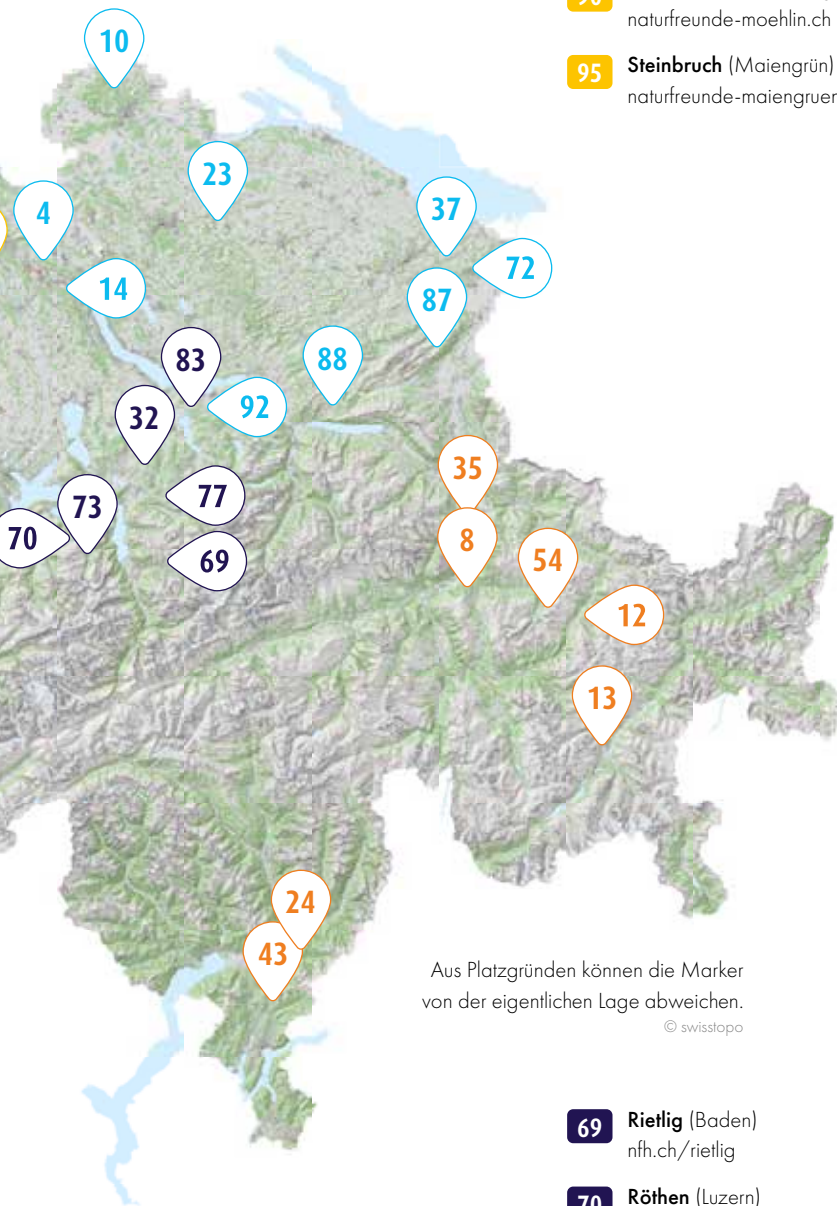 naturfreunde-moehlin.ch
95 Steinbruch (Maiengrün)
10
23
4
37
72
14
87
83
88
92
32
35
77
73
70
8
54
69
12
13
24
43
Aus Platzgründen können die Marker
von der eigentlichen Lage abweichen.
© swisstopo
69 Rietlig (Baden)
nfh.ch/rietlig
70 Röthen (Luzern)